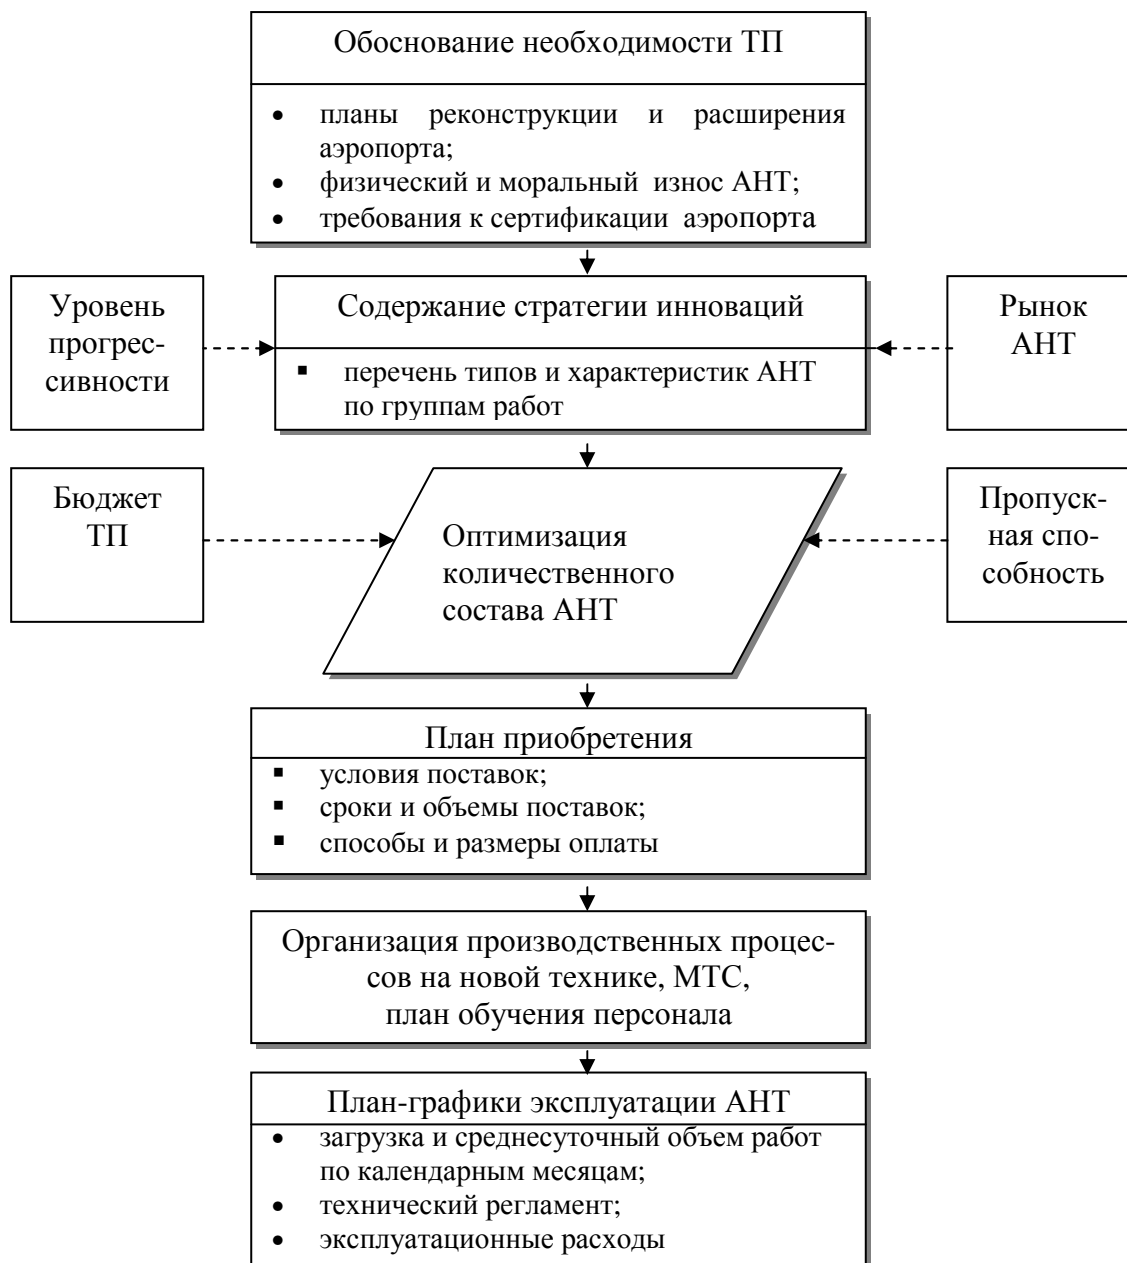 Обоснование необходимости ТП
• планы реконструкции и расширения
аэропорта;
• физический и моральный износ АНТ;
• требования к сертификации аэропорта
Уровень
прогрес-
сивности
Содержание стратегии инноваций
▪ перечень типов и характеристик АНТ
по группам работ
Рынок
АНТ
Бюджет
ТП
Оптимизация
количественного
состава АНТ
Пропуск-
ная спо-
собность
План приобретения
▪ условия поставок;
▪ сроки и объемы поставок;
▪ способы и размеры оплаты
Организация производственных процес-
сов на новой технике, МТС,
план обучения персонала
План-графики эксплуатации АНТ
• загрузка и среднесуточный объем работ
по календарным месяцам;
• технический регламент;
• эксплуатационные расходы